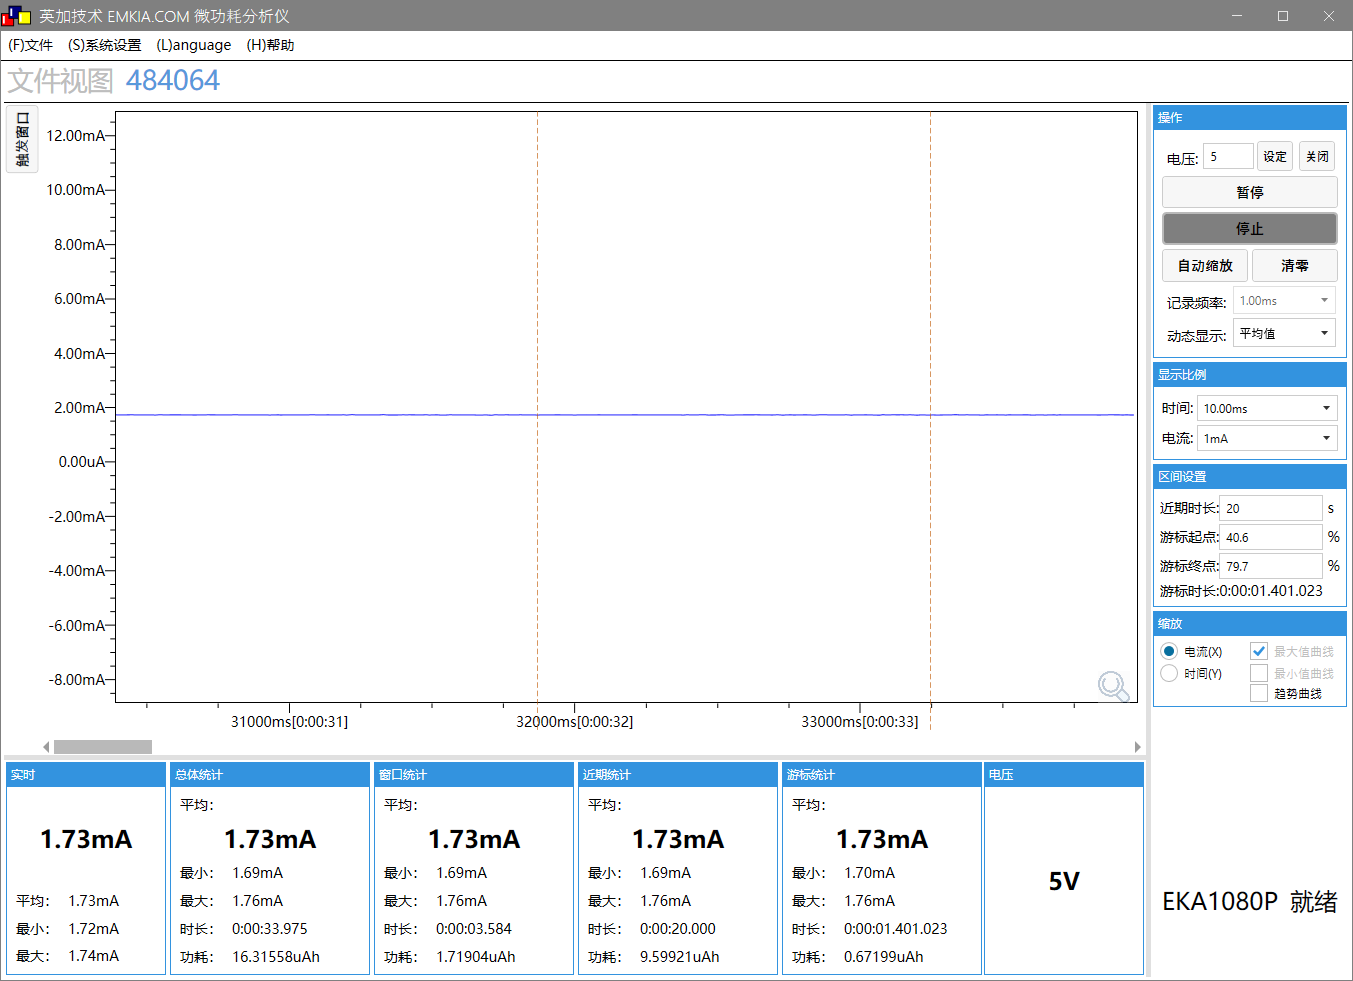 英加技术 EMKIA.COM 微功耗分析仪
(F)文件 (S)系统设置 (L)anguage (H)帮助
文件视图 484064
触发窗口
12.00mA
10.00mA
8.00mA
6.00mA
4.00mA
2.00mA
0.00uA
-2.00mA
-4.00mA
-6.00mA
-8.00mA
31000ms[0:00:31] 32000ms[0:00:32] 33000ms[0:00:33]
操作
电压: 5 设定 关闭
暂停
停止
自动缩放 清零
记录频率: 1.00ms
动态显示: 平均值
显示比例
时间: 10.00ms
电流: 1mA
区间设置
近期时长: 20 s
游标起点: 40.6 %
游标终点: 79.7 %
游标时长:0:00:01.401.023
缩放
电流(X) 最大值曲线
时间(Y) 最小值曲线
趋势曲线
实时
1.73mA
平均: 1.73mA
最小: 1.72mA
最大: 1.74mA
总体统计
平均:
1.73mA
最小: 1.69mA
最大: 1.76mA
时长: 0:00:33.975
功耗: 16.31558uAh
窗口统计
平均:
1.73mA
最小: 1.69mA
最大: 1.76mA
时长: 0:00:03.584
功耗: 1.71904uAh
近期统计
平均:
1.73mA
最小: 1.69mA
最大: 1.76mA
时长: 0:00:20.000
功耗: 9.59921uAh
游标统计
平均:
1.73mA
最小: 1.70mA
最大: 1.76mA
时长: 0:00:01.401.023
功耗: 0.67199uAh
电压
5V
EKA1080P 就绪